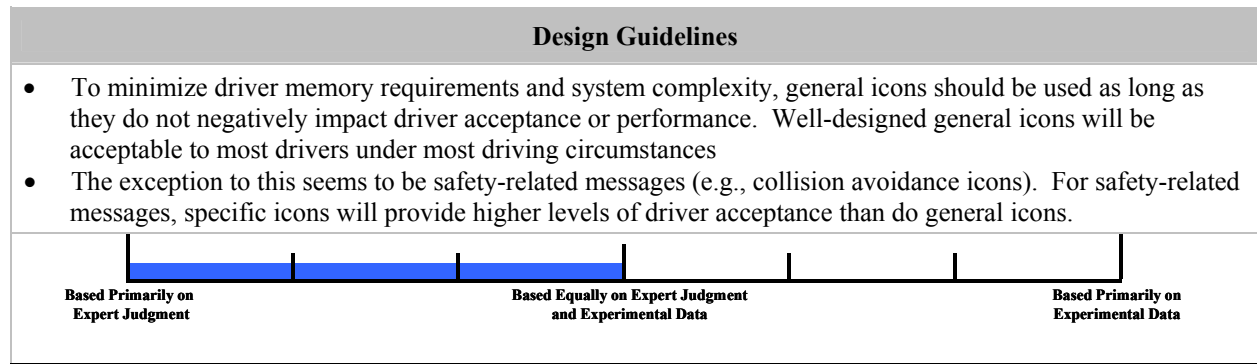 Design Guidelines
• To minimize driver memory requirements and system complexity, general icons should be used as long as
they do not negatively impact driver acceptance or performance. Well-designed general icons will be
acceptable to most drivers under most driving circumstances
• The exception to this seems to be safety-related messages (e.g., collision avoidance icons). For safety-related
messages, specific icons will provide higher levels of driver acceptance than do general icons.
Based Primarily on
Expert Judgment
Based Equally on Expert Judgment
and Experimental Data
Based Primarily on
Experimental Data